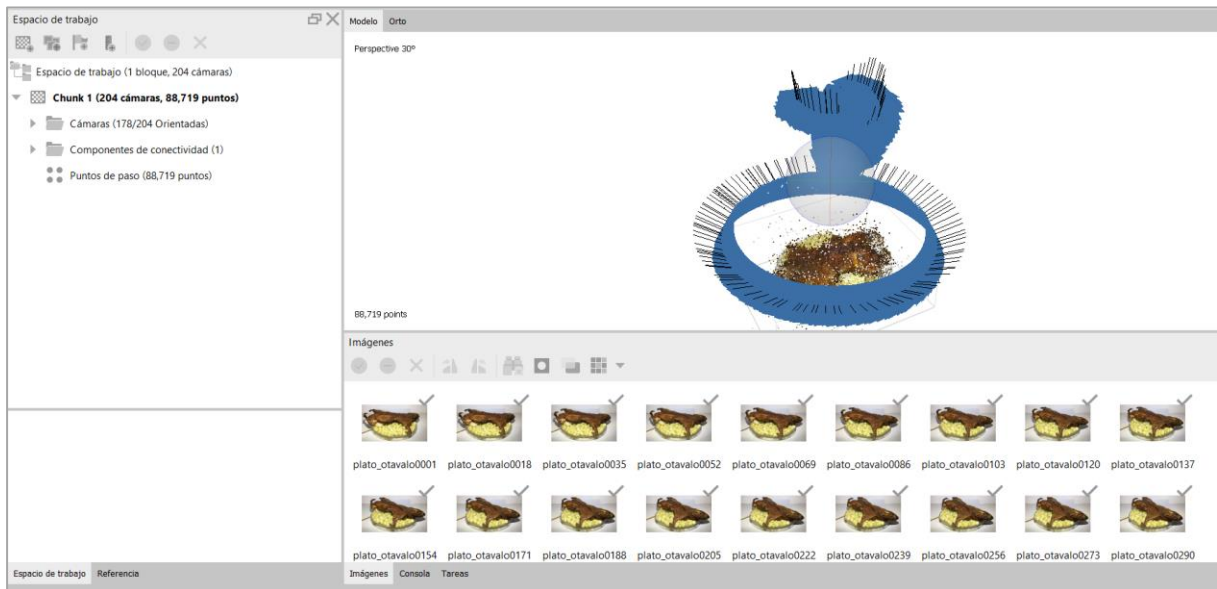 Espacio de trabajo
Espacio de trabajo (1 bloque, 204 cámaras)
Chunk 1 (204 cámaras, 88,719 puntos)
Cámaras (178/204 Orientadas)
Componentes de conectividad (1)
Puntos de paso (88,719 puntos)
Espacio de trabajo Referencia
Modelo Orto
Perspective 30°
88,719 points
Imágenes
plato_otavalo0001 plato_otavalo0018 plato_otavalo0035 plato_otavalo0052 plato_otavalo0069 plato_otavalo0086 plato_otavalo0103 plato_otavalo0120 plato_otavalo0137
plato_otavalo0154 plato_otavalo0171 plato_otavalo0188 plato_otavalo0205 plato_otavalo0222 plato_otavalo0239 plato_otavalo0256 plato_otavalo0273 plato_otavalo0290
Imágenes Consola Tareas